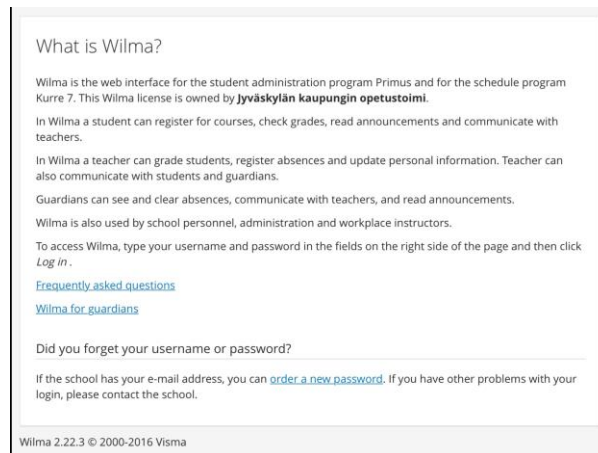 What is Wilma?
Wilma is the web interface for the student administration program Primus and for the schedule program
Kurre 7. This Wilma license is owned by Jyväskylän kaupungin opetustoimi.
In Wilma a student can register for courses, check grades, read announcements and communicate with
teachers.
In Wilma a teacher can grade students, register absences and update personal information. Teacher can
also communicate with students and guardians.
Guardians can see and clear absences, communicate with teachers, and read announcements.
Wilma is also used by school personnel, administration and workplace instructors.
To access Wilma, type your username and password in the fields on the right side of the page and then click
Log in .
Frequently asked questions
Wilma for guardians
Did you forget your username or password?
If the school has your e-mail address, you can order a new password. If you have other problems with your
login, please contact the school.
Wilma 2.22.3 © 2000-2016 Visma